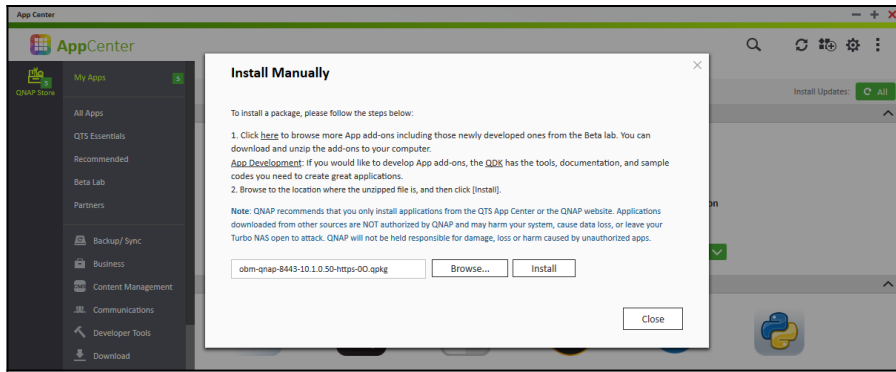 App Center
AppCenter
5
QNAP Store
My Apps 5
All Apps
QTS Essentials
Recommended
Beta Lab
Partners
Backup/ Sync
Business
Content Management
Communications
Developer Tools
Download
Install Updates: All
on
Install Manually
To install a package, please follow the steps below:
1. Click here to browse more App add-ons including those newly developed ones from the Beta lab. You can
download and unzip the add-ons to your computer.
App Development: If you would like to develop App add-ons, the QDK has the tools, documentation, and sample
codes you need to create great applications.
2. Browse to the location where the unzipped file is, and then click [Install].
Note: QNAP recommends that you only install applications from the QTS App Center or the QNAP website. Applications
downloaded from other sources are NOT authorized by QNAP and may harm your system, cause data loss, or leave your
Turbo NAS open to attack. QNAP will not be held responsible for damage, loss or harm caused by unauthorized apps.
obm-qnap-8443-10.1.0.50-https-0O.qpkg Browse... Install
Close